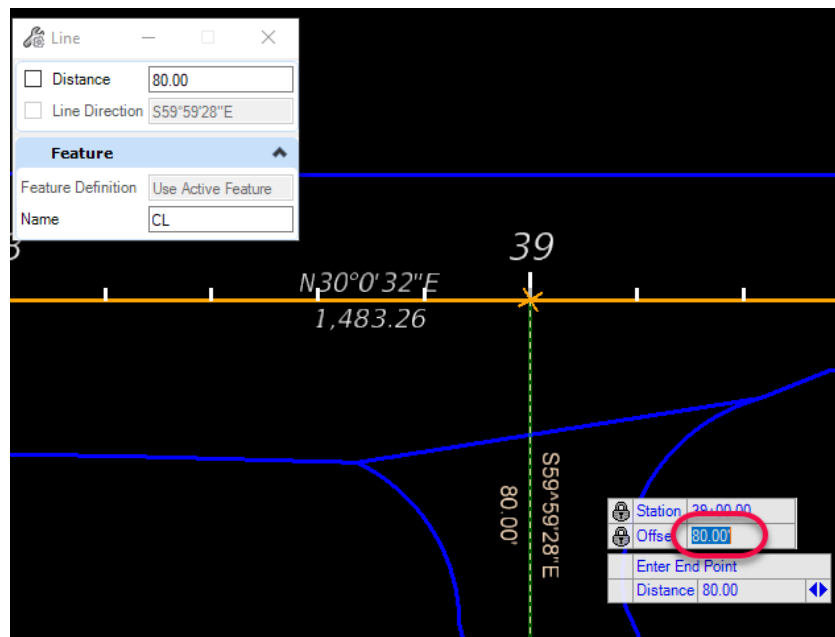 Line
Distance 80.00
Line Direction S59°59'28"E
Feature
Feature Definition Use Active Feature
Name CL
39
N30°0'32"E
1,483.26
S59^59'28"E
80.00'
Station 39+00.00
Offse 80.00'
Enter End Point
Distance 80.00